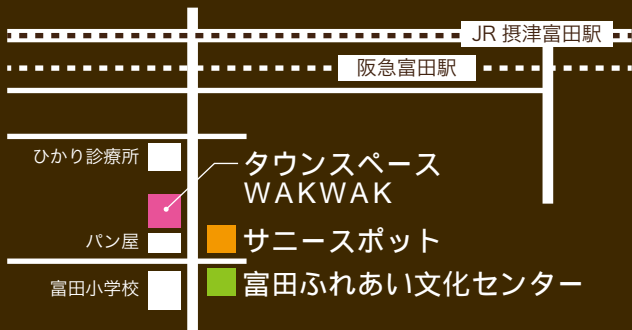 JR 摂津富田駅
阪急富田駅
ひかり診療所
タウンスペース
WAKWAK
パン屋
サニースポット
富田小学校
富田ふれあい文化センター